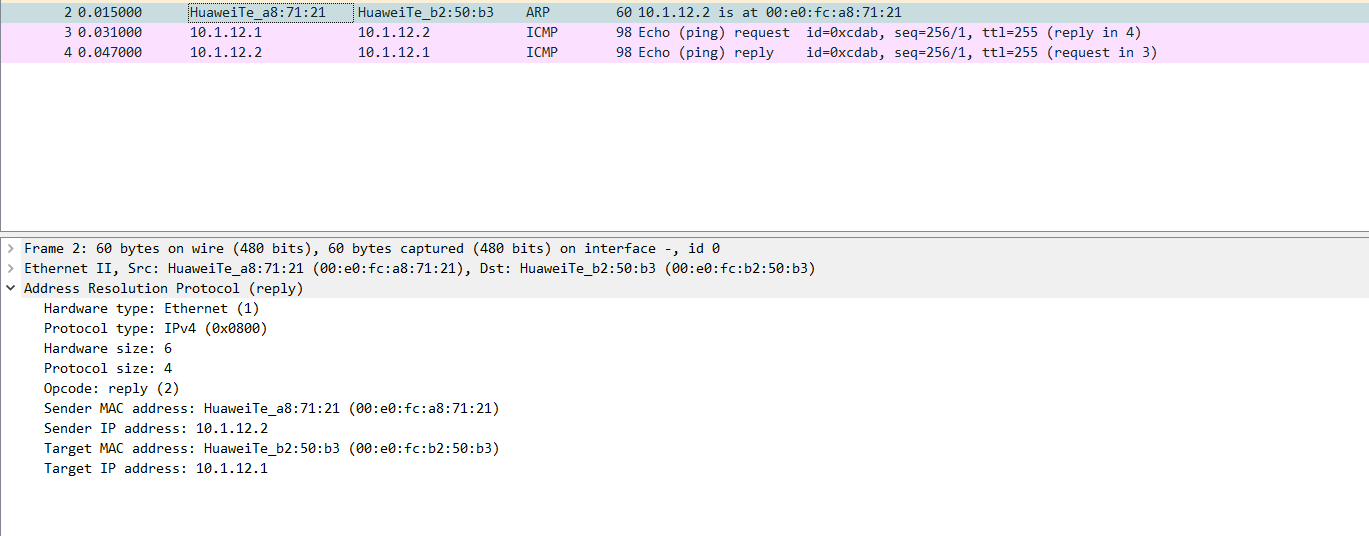 2 0.015000 HuaweiTe_a8:71:21 HuaweiTe_b2:50:b3 ARP 60 10.1.12.2 is at 00:e0:fc:a8:71:21
3 0.031000 10.1.12.1 10.1.12.2 ICMP 98 Echo (ping) request id=0xcdab, seq=256/1, ttl=255 (reply in 4)
4 0.047000 10.1.12.2 10.1.12.1 ICMP 98 Echo (ping) reply id=0xcdab, seq=256/1, ttl=255 (request in 3)
Frame 2: 60 bytes on wire (480 bits), 60 bytes captured (480 bits) on interface -, id 0
Ethernet II, Src: HuaweiTe_a8:71:21 (00:e0:fc:a8:71:21), Dst: HuaweiTe_b2:50:b3 (00:e0:fc:b2:50:b3)
Address Resolution Protocol (reply)
Hardware type: Ethernet (1)
Protocol type: IPv4 (0x0800)
Hardware size: 6
Protocol size: 4
Opcode: reply (2)
Sender MAC address: HuaweiTe_a8:71:21 (00:e0:fc:a8:71:21)
Sender IP address: 10.1.12.2
Target MAC address: HuaweiTe_b2:50:b3 (00:e0:fc:b2:50:b3)
Target IP address: 10.1.12.1